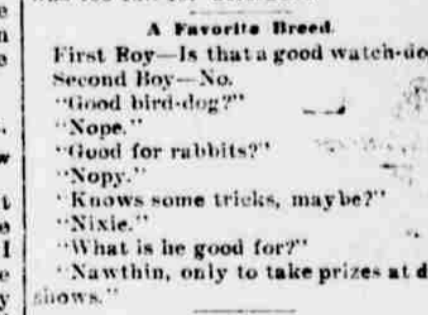 A Favorite Breed.
First Boy—Is that a good watch-do
Second Boy—No.
"Good bird-dog?"
"Nope."
"Good for rabbits?"
"Nopy."
"Knows some tricks, maybe?"
"Nixie."
"What is he good for?"
"Nawthin, only to take prizes at d
shows."